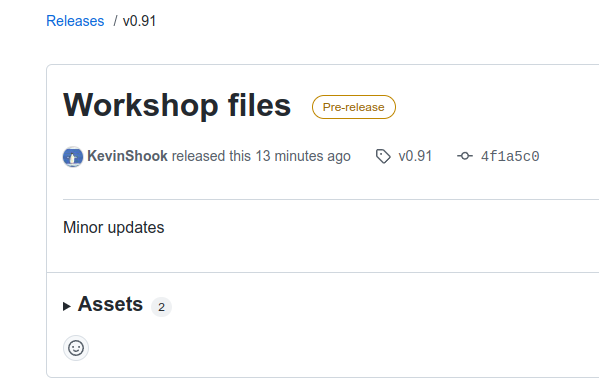 Releases / v0.91
Workshop files Pre-release
KevinShook released this 13 minutes ago v0.91 4f1a5c0
Minor updates
Assets 2